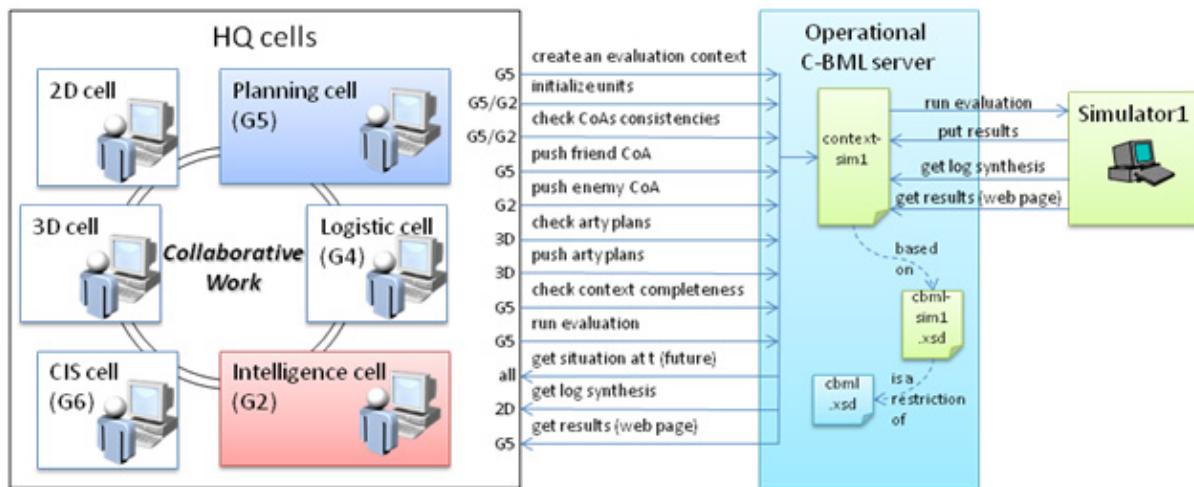 HQ cells
2D cell
Planning cell
(G5)
3D cell
Collaborative
Work
Logistic cell
(G4)
CIS cell
(G6)
Intelligence cell
(G2)
create an evaluation context
G5
initialize units
G5/G2
check CoAs consistencies
G5/G2
push friend CoA
G5
push enemy CoA
G2
check arty plans
3D
push arty plans
3D
check context completeness
G5
run evaluation
G5
get situation at t (future)
all
get log synthesis
2D
get results (web page)
G5
Operational
C-BML server
context-
sim1
based
on
cbml-
sim1
.xsd
is a
restriction
of
cbml
.xsd
run evaluation
put results
get log synthesis
get results (web page)
Simulator1